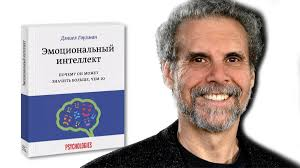 Дэниел Гоулман
Эмоциональный
интеллект
ПОЧЕМУ ОН МОЖЕТ
ЗНАЧИТЬ БОЛЬШЕ, ЧЕМ IQ
PSYCHOLOGIES